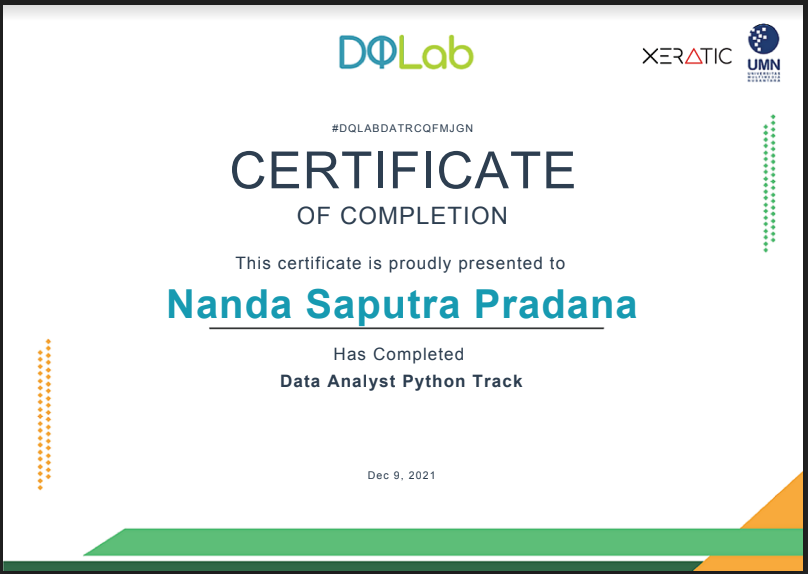 DQLab
XERATIC
UMN
UNIVERSITAS
MULTIMEDIA
NUSANTARA
#DQLABDATRCQFMJGN
CERTIFICATE
OF COMPLETION
This certificate is proudly presented to
Nanda Saputra Pradana
Has Completed
Data Analyst Python Track
Dec 9, 2021